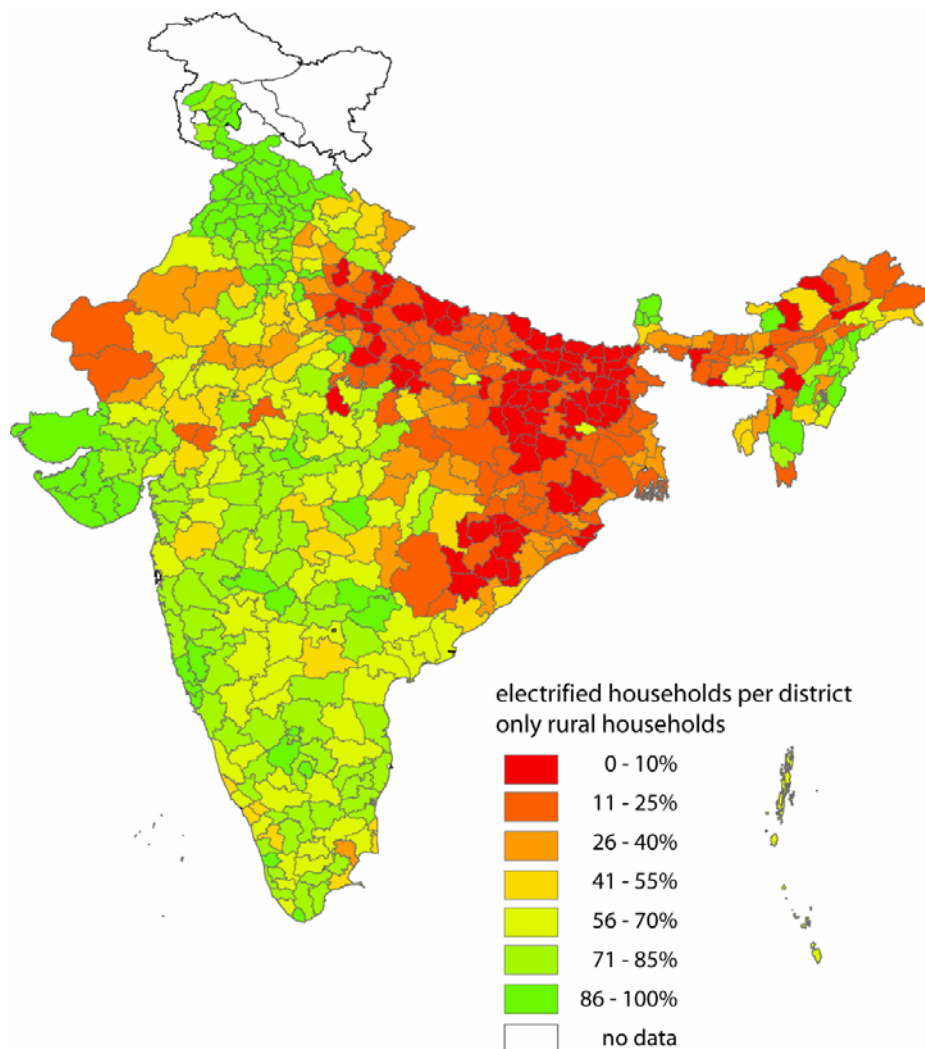 electrified households per district
only rural households
0 - 10%
11 - 25%
26 - 40%
41 - 55%
56 - 70%
71 - 85%
86 - 100%
no data